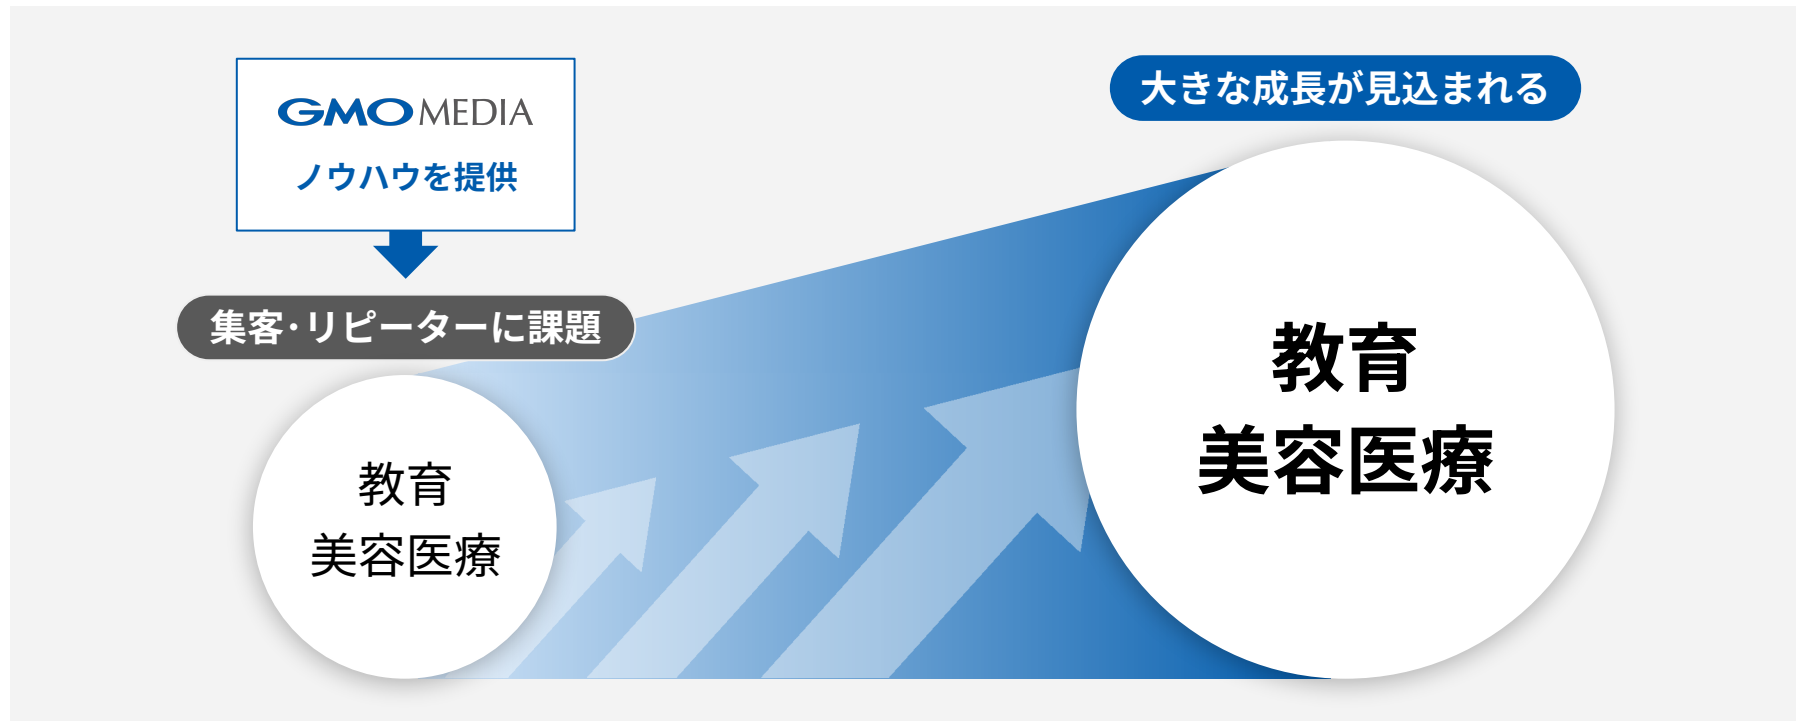 GMO MEDIA
ノウハウを提供
集客・リピーターに課題
教育
美容医療
大きな成長が見込まれる
教育
美容医療